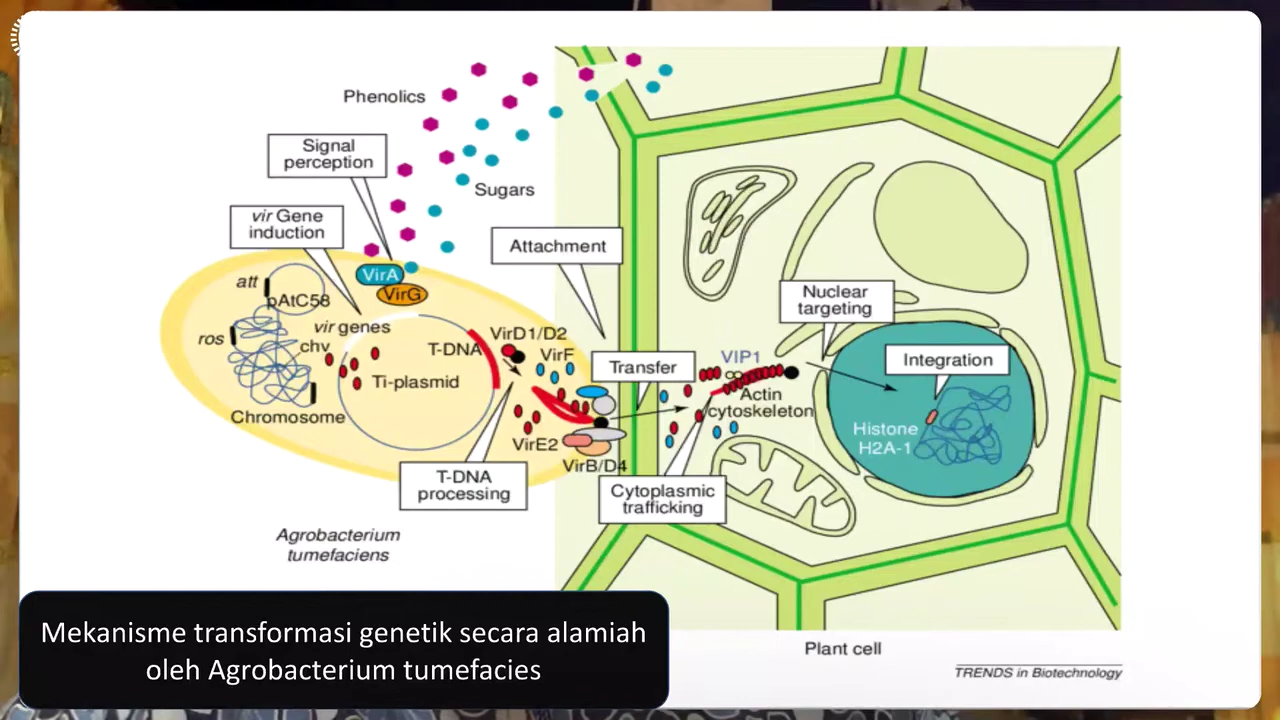 Phenolics
Signal
perception
Sugars
vir Gene
induction
Attachment
VirA
VirG
att
pAtC58
Nuclear
targeting
vir genes
ros
chv
T-DNA
VirD1/D2
VirF
VIP1
Transfer
Integration
Ti-plasmid
Actin
cytoskeleton
Chromosome
VirE2
Histone
H2A-1
VirB/D4
T-DNA
processing
Cytoplasmic
trafficking
Agrobacterium
tumefaciens
Mekanisme transformasi genetik secara alamiah
oleh Agrobacterium tumefacies
Plant cell
TRENDS in Biotechnology